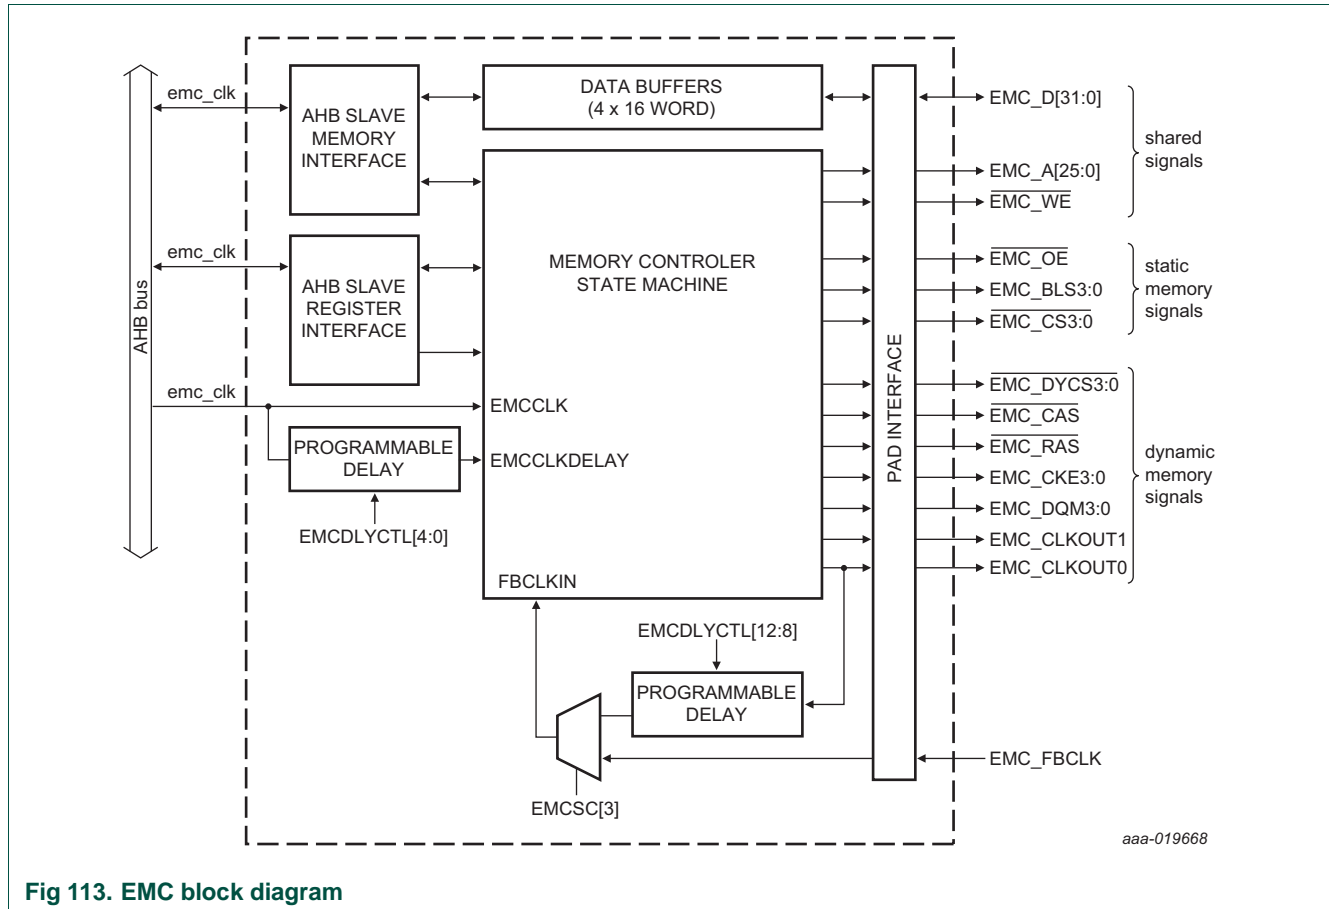 emc_clk
AHB SLAVE
MEMORY
INTERFACE
DATA BUFFERS
(4 x 16 WORD)
EMC_D[31:0]
shared
signals
EMC_A[25:0]
EMC_WE
emc_clk
AHB SLAVE
REGISTER
INTERFACE
MEMORY CONTROLER
STATE MACHINE
EMC_OE
EMC_BLS3:0
EMC_CS3:0
static
memory
signals
AHB bus
PAD INTERFACE
emc_clk
EMCCLK
PROGRAMMABLE
DELAY
EMCCLKDELAY
EMCDLYCTL[4:0]
EMC_DYCS3:0
EMC_CAS
EMC_RAS
EMC_CKE3:0
EMC_DQM3:0
EMC_CLKOUT1
EMC_CLKOUT0
dynamic
memory
signals
FBCLKIN
EMCDLYCTL[12:8]
PROGRAMMABLE
DELAY
EMC_FBCLK
EMCSC[3]
aaa-019668
Fig 113. EMC block diagram